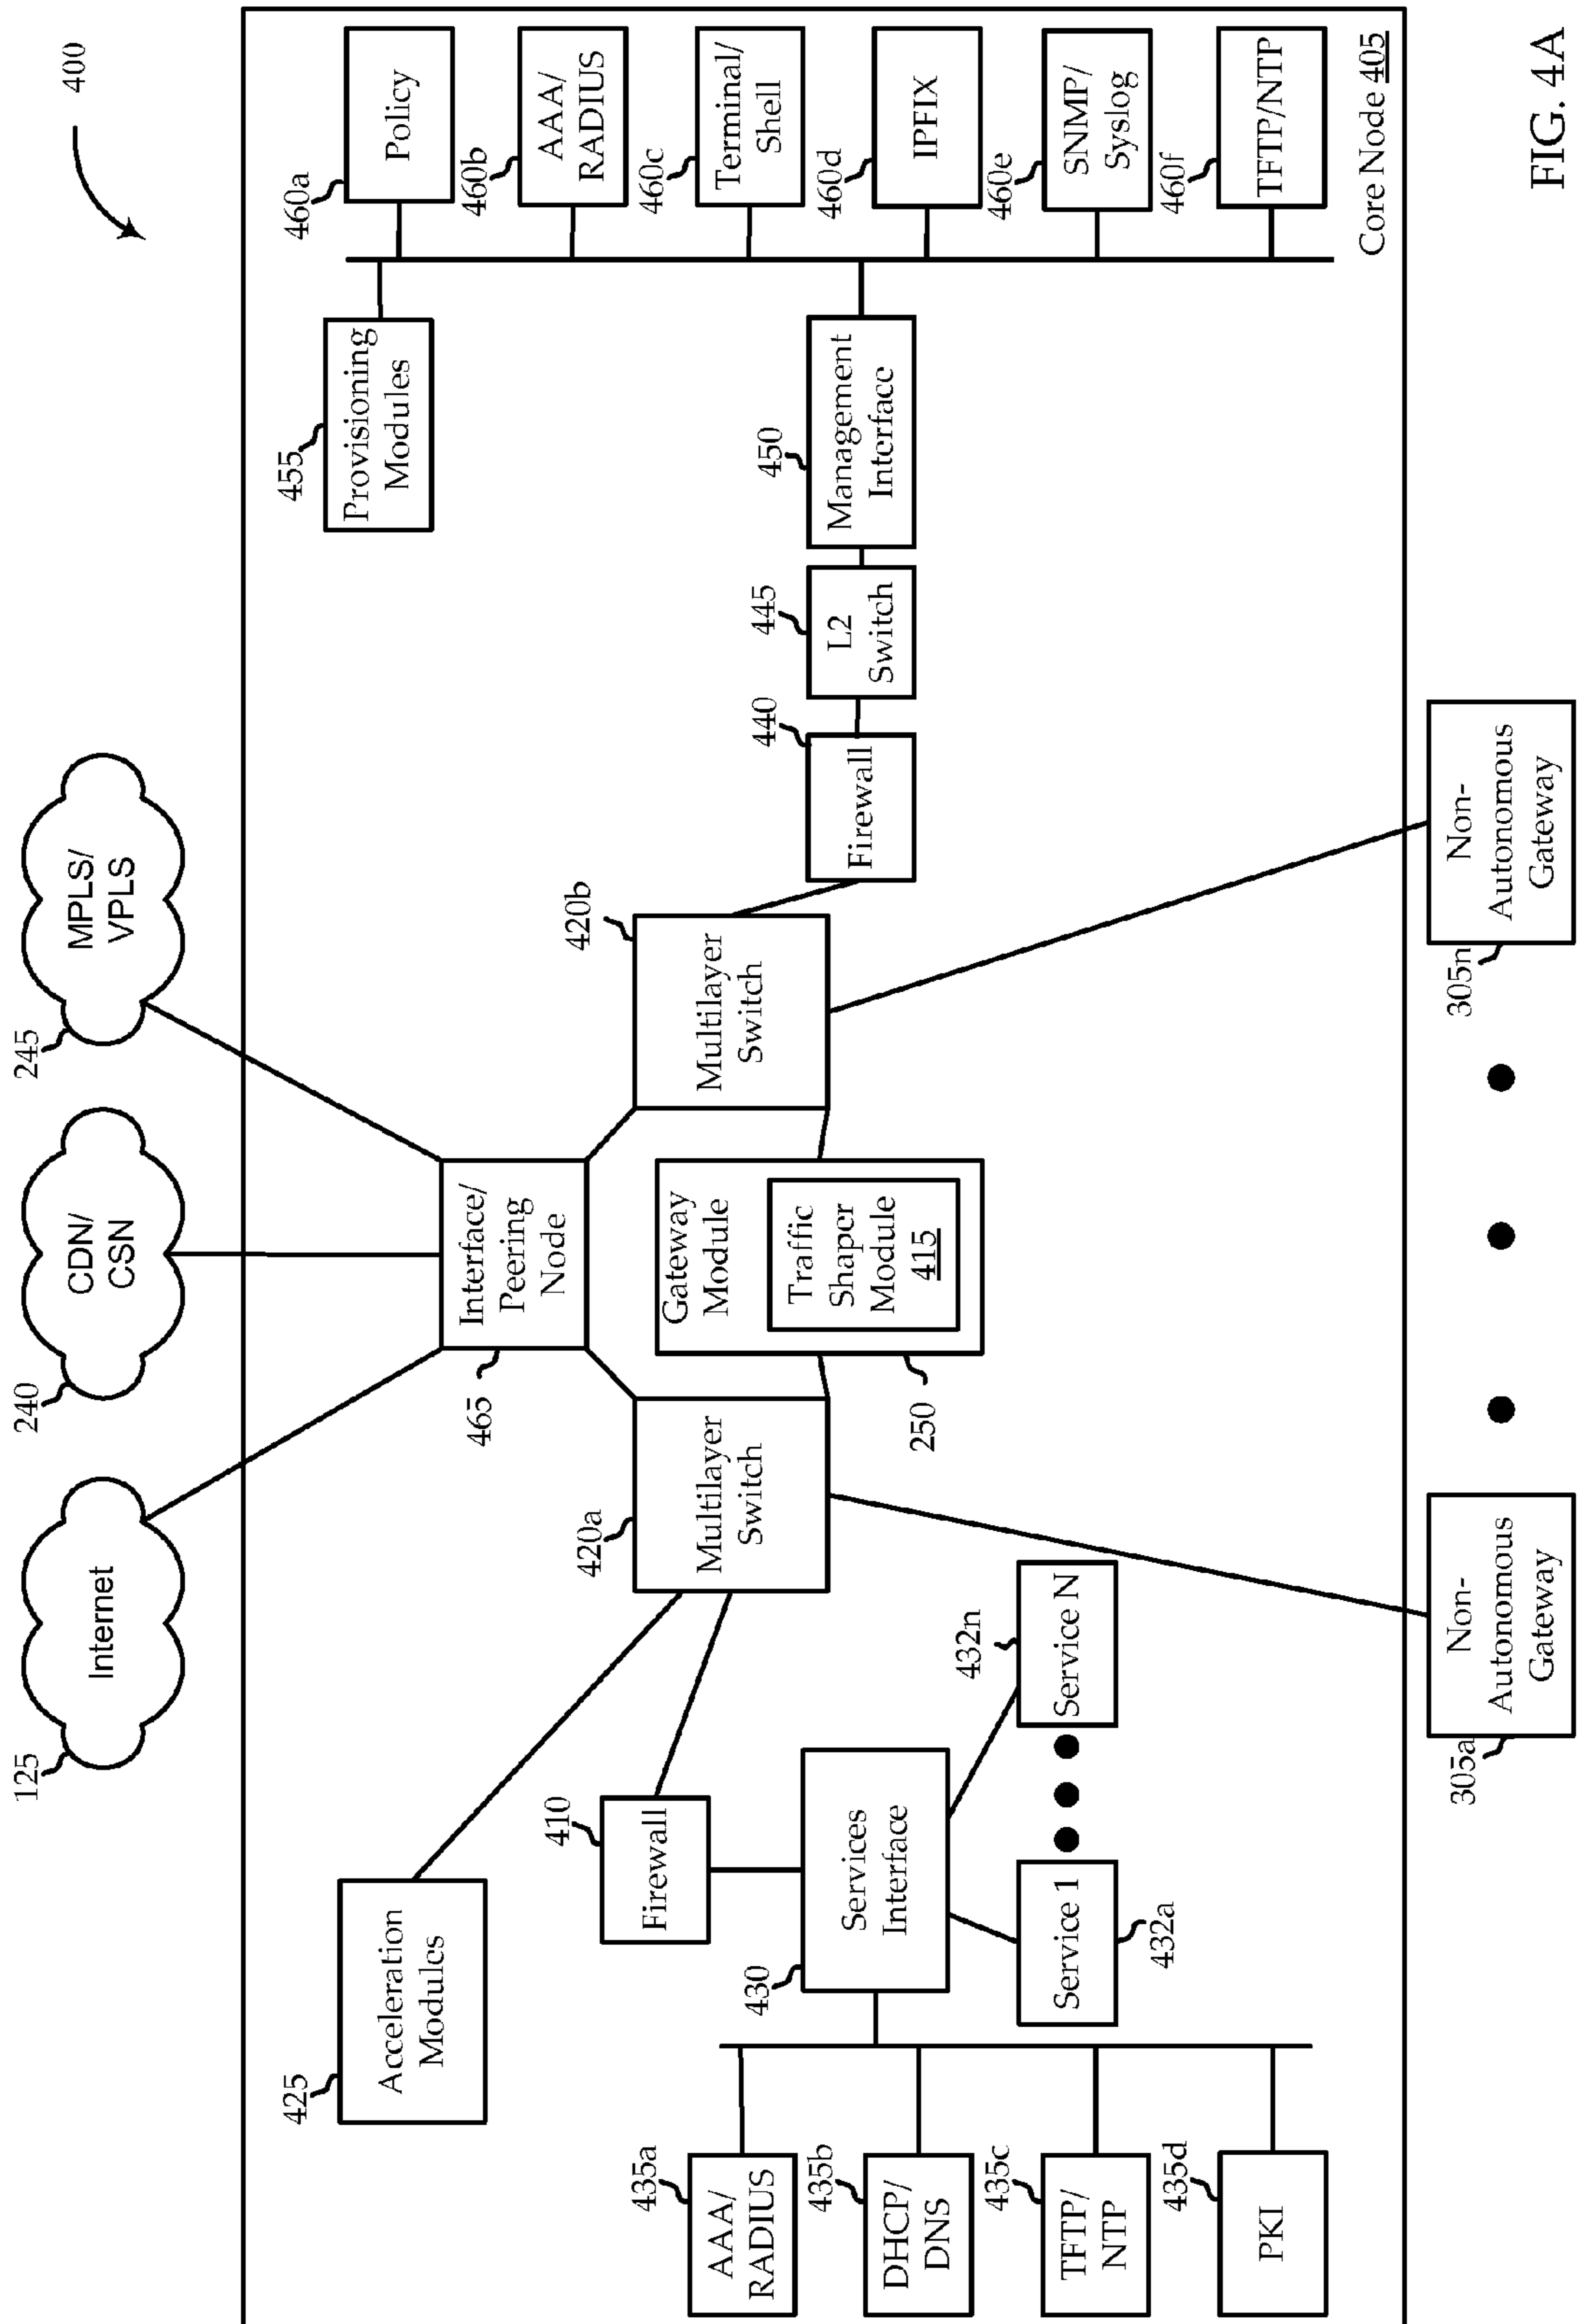 400
125
Internet
240
CDN/
CSN
245
MPLS/
VPLS
425
Acceleration
Modules
465
Interface/
Peering
Node
455
Provisioning
Modules
460a
Policy
460b
AAA/
RADIUS
460c
Terminal/
Shell
460d
IPFIX
460e
SNMP/
Syslog
460f
TFTP/NTP
410
Firewall
420a
Multilayer
Switch
Gateway
Module
Traffic
Shaper
Module
415
250
420b
Multilayer
Switch
440
Firewall
445
L2
Switch
450
Management
Interface
430
Services
Interface
432a
Service 1
432n
Service N
435a
AAA/
RADIUS
435b
DHCP/
DNS
435c
TFTP/
NTP
435d
PKI
Core Node 405
305a
Non-
Autonomous
Gateway
305n
Non-
Autonomous
Gateway
FIG. 4A